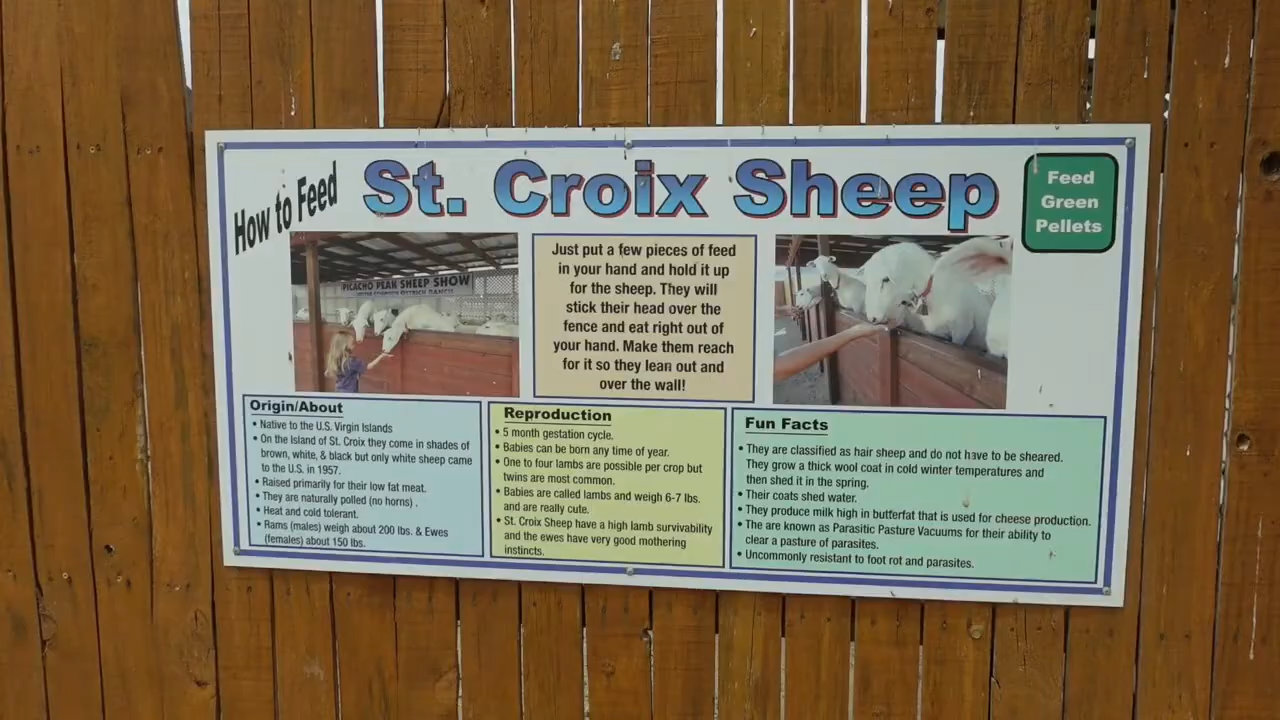 How to Feed
St. Croix Sheep
Feed
Green
Pellets
PICACHO PEAK SHEEP SHOW
Just put a few pieces of feed
in your hand and hold it up
for the sheep. They will
stick their head over the
fence and eat right out of
your hand. Make them reach
for it so they lean out and
over the wall!
Origin/About
• Native to the U.S. Virgin Islands
• On the Island of St. Croix they come in shades of
brown, white, & black but only white sheep came
to the U.S. in 1957.
• Raised primarily for their low fat meat.
• They are naturally polled (no horns) .
• Heat and cold tolerant.
• Rams (males) weigh about 200 lbs. & Ewes
(females) about 150 lbs.
Reproduction
• 5 month gestation cycle.
• Babies can be born any time of year.
• One to four lambs are possible per crop but
twins are most common.
• Babies are called lambs and weigh 6-7 lbs.
and are really cute.
• St. Croix Sheep have a high lamb survivability
and the ewes have very good mothering
instincts.
Fun Facts
• They are classified as hair sheep and do not have to be sheared.
They grow a thick wool coat in cold winter temperatures and
then shed it in the spring.
• Their coats shed water.
• They produce milk high in butterfat that is used for cheese production.
• The are known as Parasitic Pasture Vacuums for their ability to
clear a pasture of parasites.
• Uncommonly resistant to foot rot and parasites.